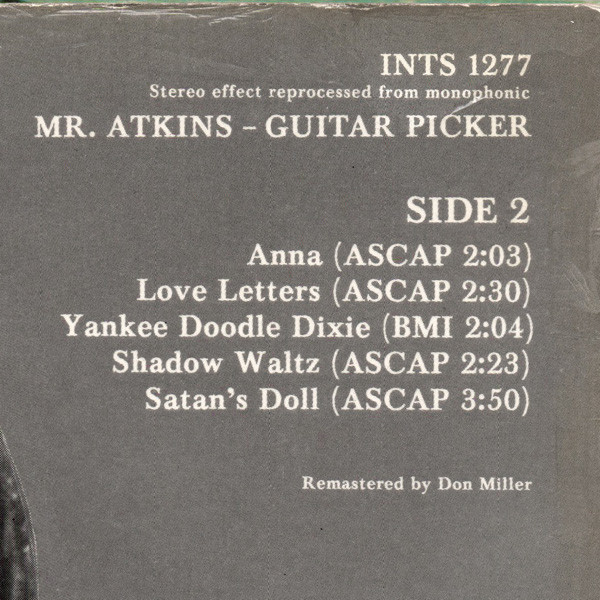 INTS 1277
Stereo effect reprocessed from monophonic
MR. ATKINS – GUITAR PICKER
SIDE 2
Anna (ASCAP 2:03)
Love Letters (ASCAP 2:30)
Yankee Doodle Dixie (BMI 2:04)
Shadow Waltz (ASCAP 2:23)
Satan's Doll (ASCAP 3:50)
Remastered by Don Miller